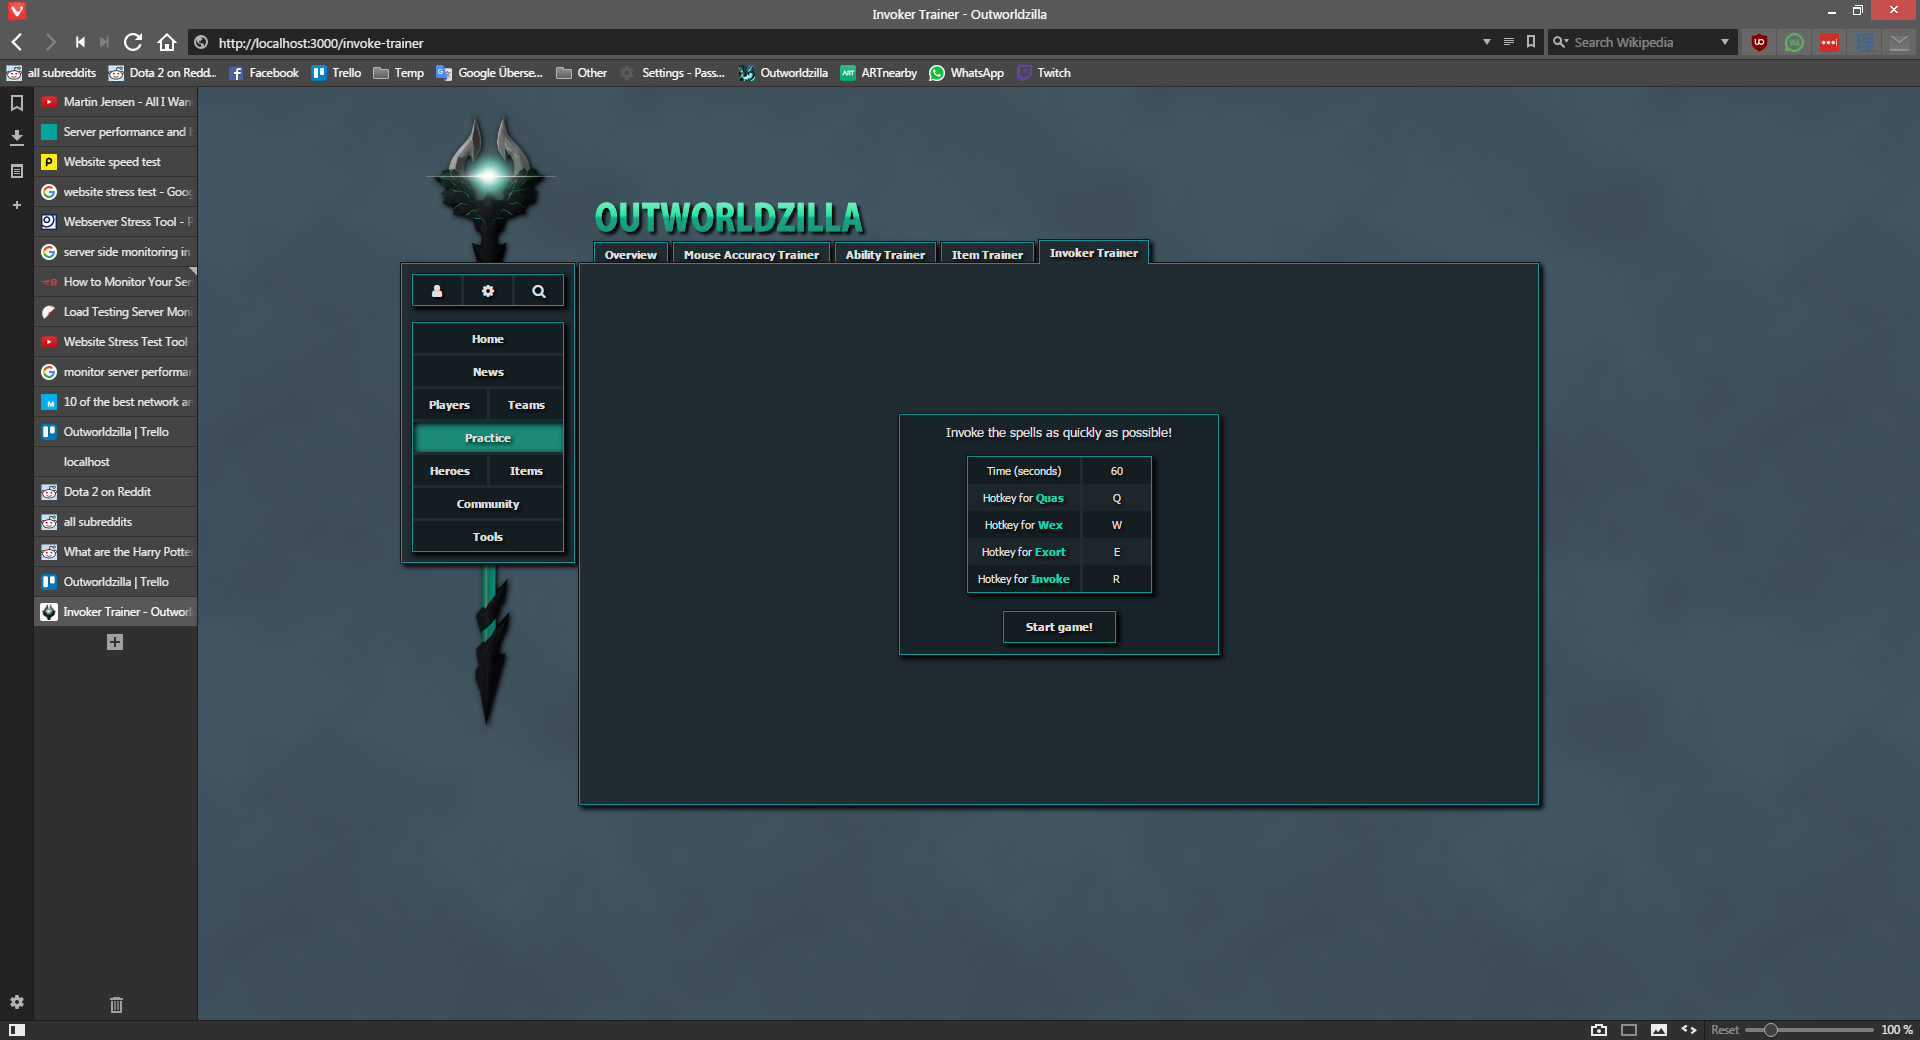 Invoker Trainer - Outworldzilla
http://localhost:3000/invoke-trainer
Search Wikipedia
all subreddits
Dota 2 on Redd...
Facebook
Trello
Temp
Google Überse...
Other
Settings - Pass...
Outworldzilla
ARTnearby
WhatsApp
Twitch
Martin Jensen - All I Wan
Server performance and
Website speed test
website stress test - Goog
Webserver Stress Tool - P
server side monitoring in
How to Monitor Your Ser
Load Testing Server Moni
Website Stress Test Tool
monitor server performan
10 of the best network an
Outworldzilla | Trello
localhost
Dota 2 on Reddit
all subreddits
What are the Harry Potte
Outworldzilla | Trello
Invoker Trainer - Outworl
OUTWORLDZILLA
Overview
Mouse Accuracy Trainer
Ability Trainer
Item Trainer
Invoker Trainer
Home
News
Players
Teams
Practice
Heroes
Items
Community
Tools
Invoke the spells as quickly as possible!
Time (seconds) 60
Hotkey for Quas Q
Hotkey for Wex W
Hotkey for Exort E
Hotkey for Invoke R
Start game!
Reset
100 %